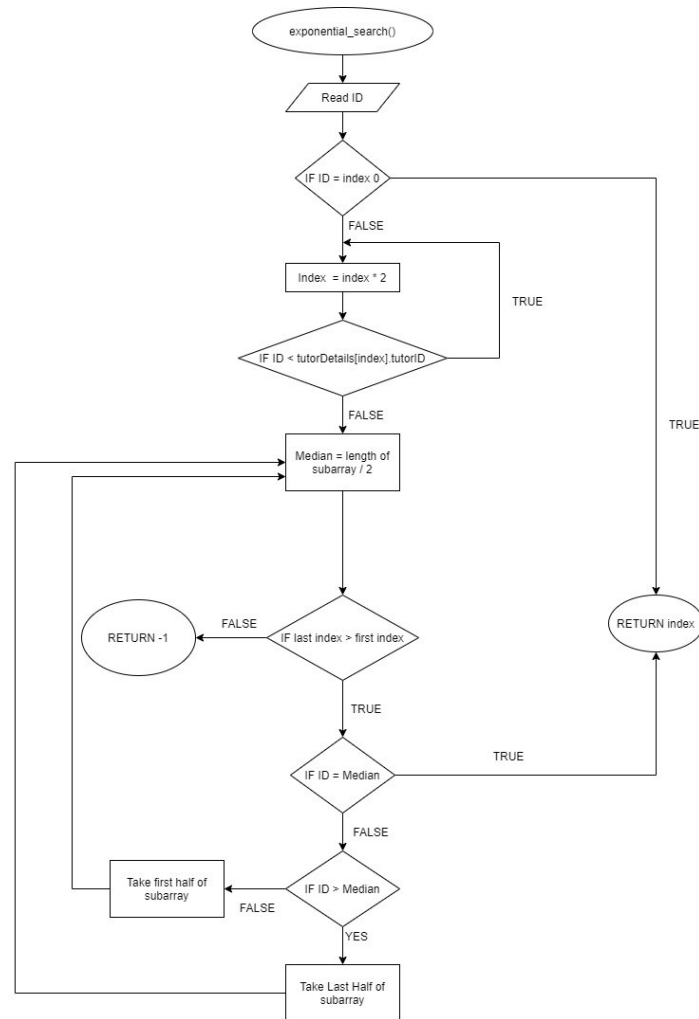 exponential_search()
Read ID
IF ID = index 0
FALSE
Index  = index * 2
TRUE
IF ID < tutorDetails[index].tutorID
FALSE
TRUE
Median = length of
subarray / 2
FALSE
RETURN -1
IF last index > first index
RETURN index
TRUE
IF ID = Median
TRUE
FALSE
Take first half of
subarray
FALSE
IF ID > Median
YES
Take Last Half of
subarray